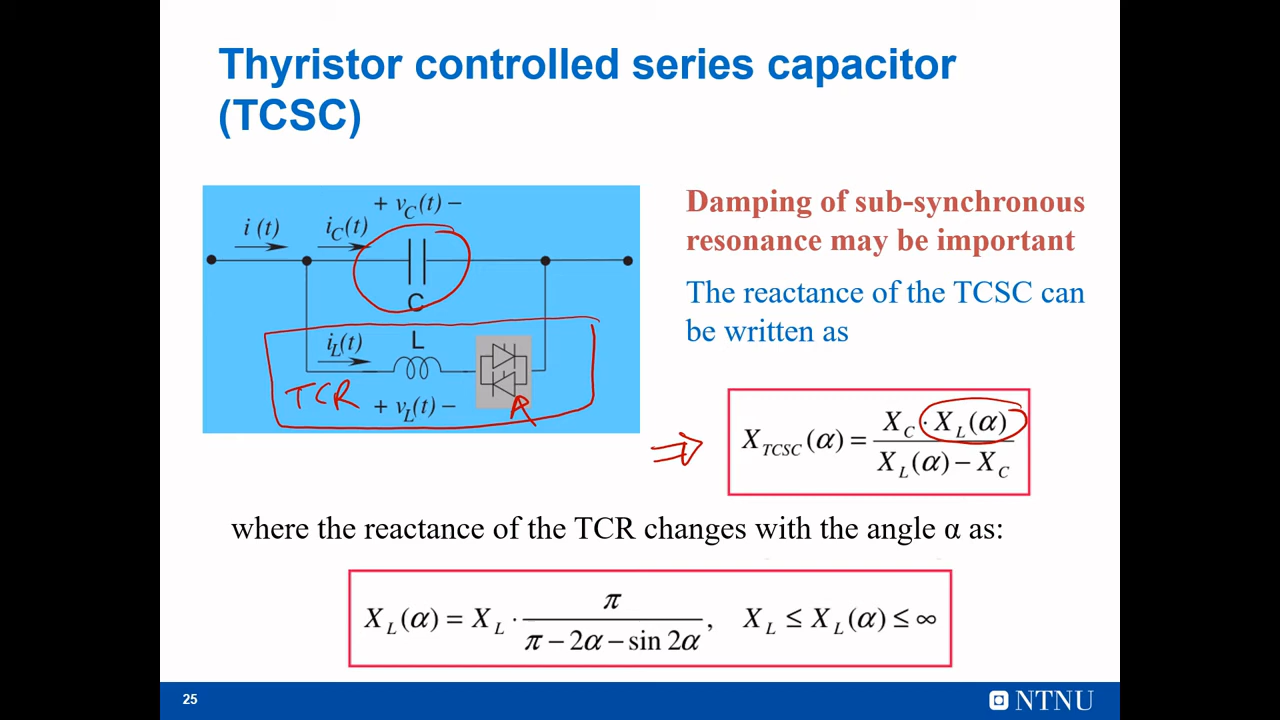 Thyristor controlled series capacitor
(TCSC)
+ v_C(t) –
i (t)
i_C(t)
C
i_L(t)
L
TCR
+ v_L(t) –
Damping of sub-synchronous
resonance may be important
The reactance of the TCSC can
be written as
⇒ X_TCSC(α) = (X_C · X_L(α)) / (X_L(α) – X_C)
where the reactance of the TCR changes with the angle α as:
X_L(α) = X_L · π / (π – 2α – sin 2α), X_L ≤ X_L(α) ≤ ∞
25
NTNU